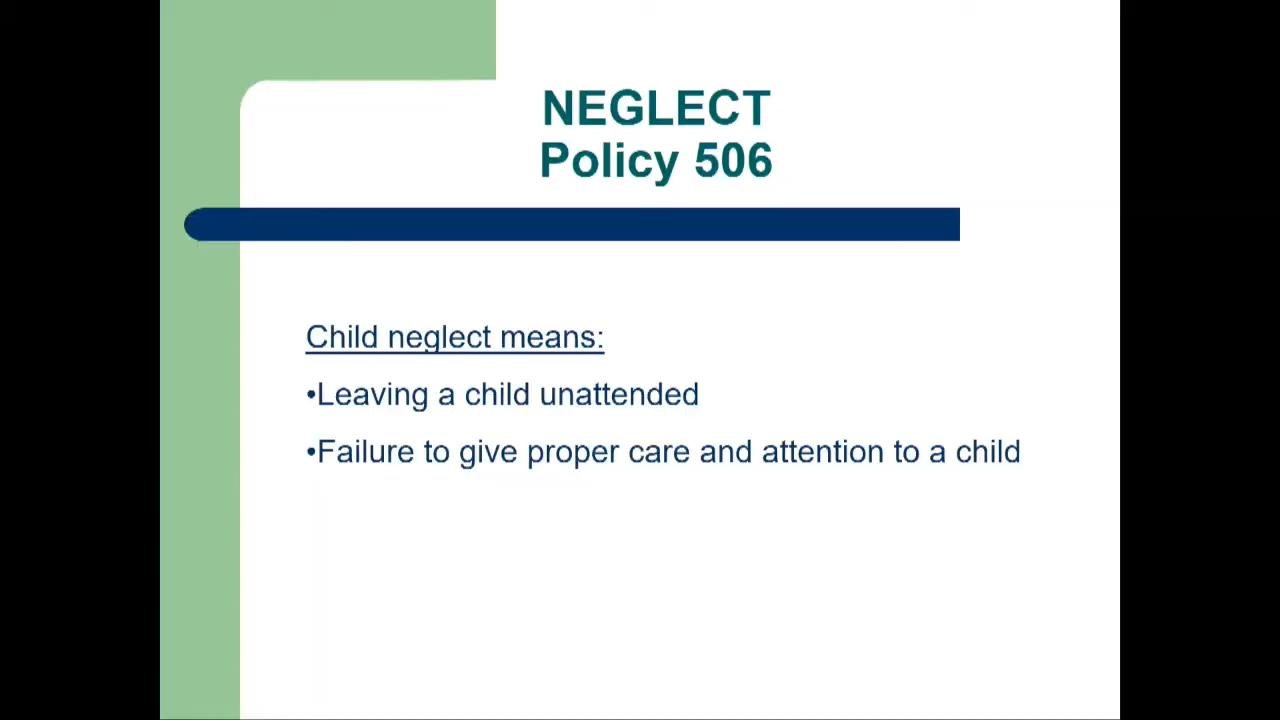 NEGLECT
Policy 506
Child neglect means:
•Leaving a child unattended
•Failure to give proper care and attention to a child